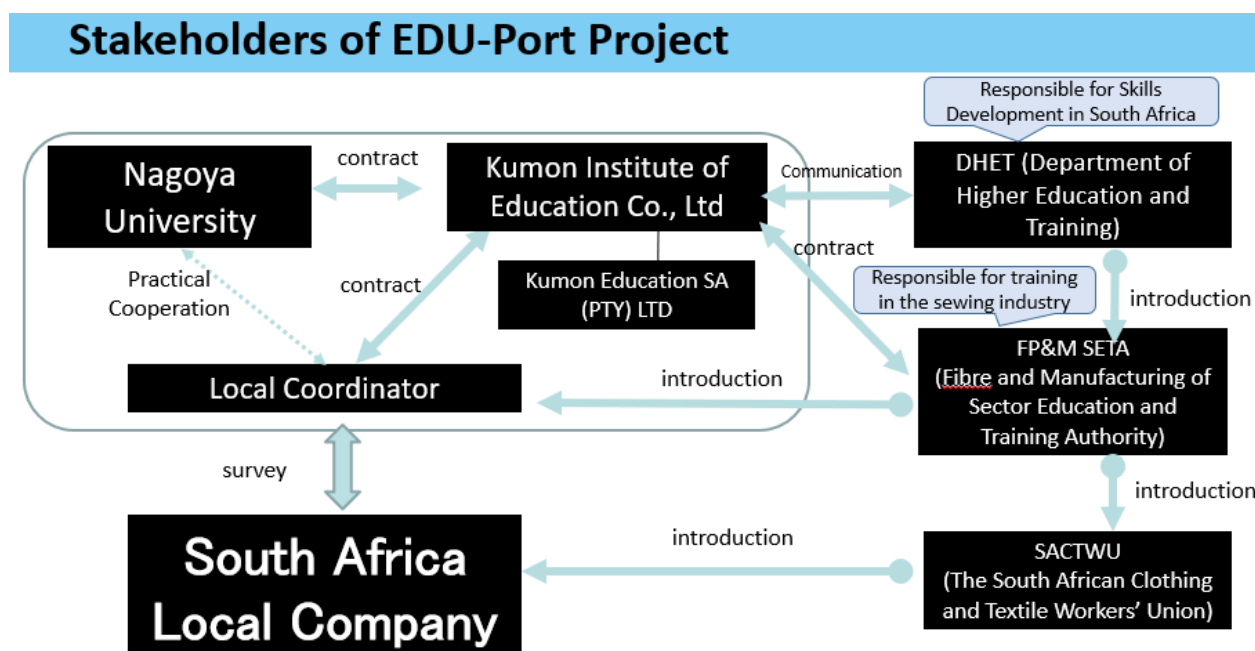 Stakeholders of EDU-Port Project
Responsible for Skills
Development in South Africa
Nagoya
University
contract
Kumon Institute of
Education Co., Ltd
Communication
DHET (Department of
Higher Education and
Training)
Kumon Education SA
(PTY) LTD
contract
Responsible for training
in the sewing industry
introduction
Practical
Cooperation
contract
FP&M SETA
(Fibre and Manufacturing of
Sector Education and
Training Authority)
Local Coordinator
introduction
survey
introduction
South Africa
Local Company
introduction
SACTWU
(The South African Clothing
and Textile Workers’ Union)